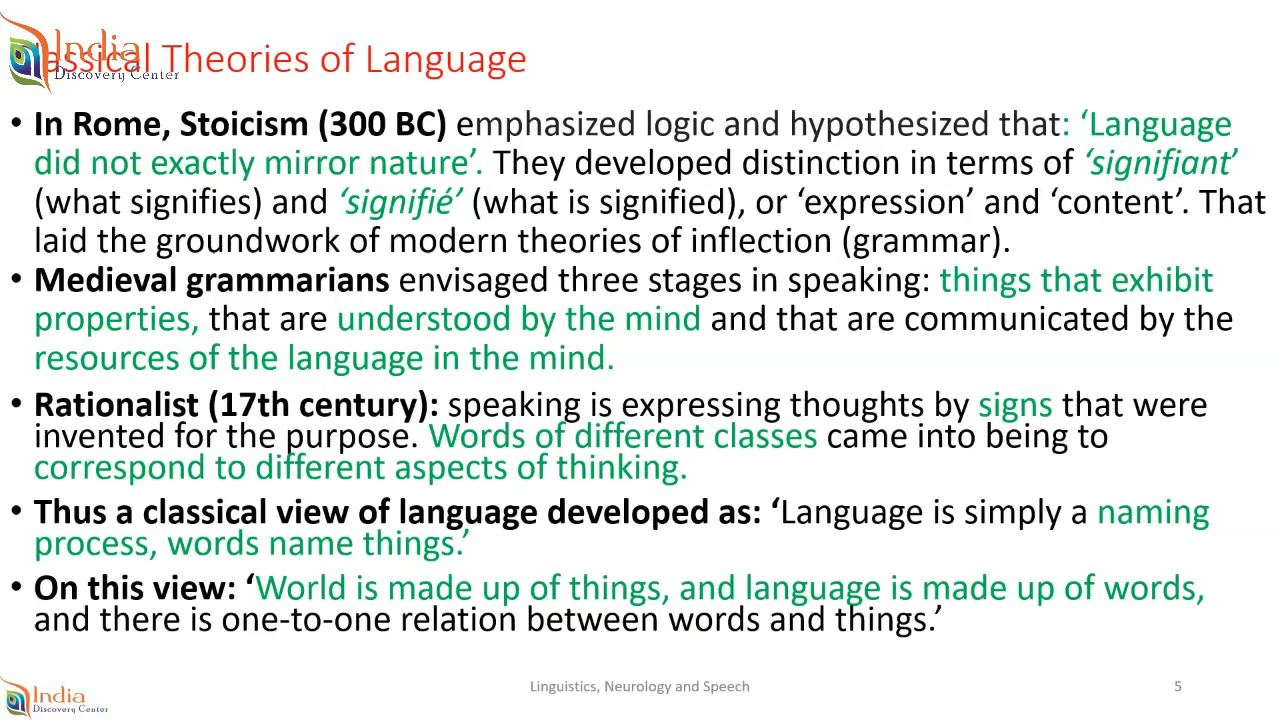 India
Discovery Center
lassical Theories of Language
• In Rome, Stoicism (300 BC) emphasized logic and hypothesized that: ‘Language
did not exactly mirror nature’. They developed distinction in terms of ‘signifiant’
(what signifies) and ‘signifié’ (what is signified), or ‘expression’ and ‘content’. That
laid the groundwork of modern theories of inflection (grammar).
• Medieval grammarians envisaged three stages in speaking: things that exhibit
properties, that are understood by the mind and that are communicated by the
resources of the language in the mind.
• Rationalist (17th century): speaking is expressing thoughts by signs that were
invented for the purpose. Words of different classes came into being to
correspond to different aspects of thinking.
• Thus a classical view of language developed as: ‘Language is simply a naming
process, words name things.’
• On this view: ‘World is made up of things, and language is made up of words,
and there is one-to-one relation between words and things.’
India
Discovery Center
Linguistics, Neurology and Speech
5